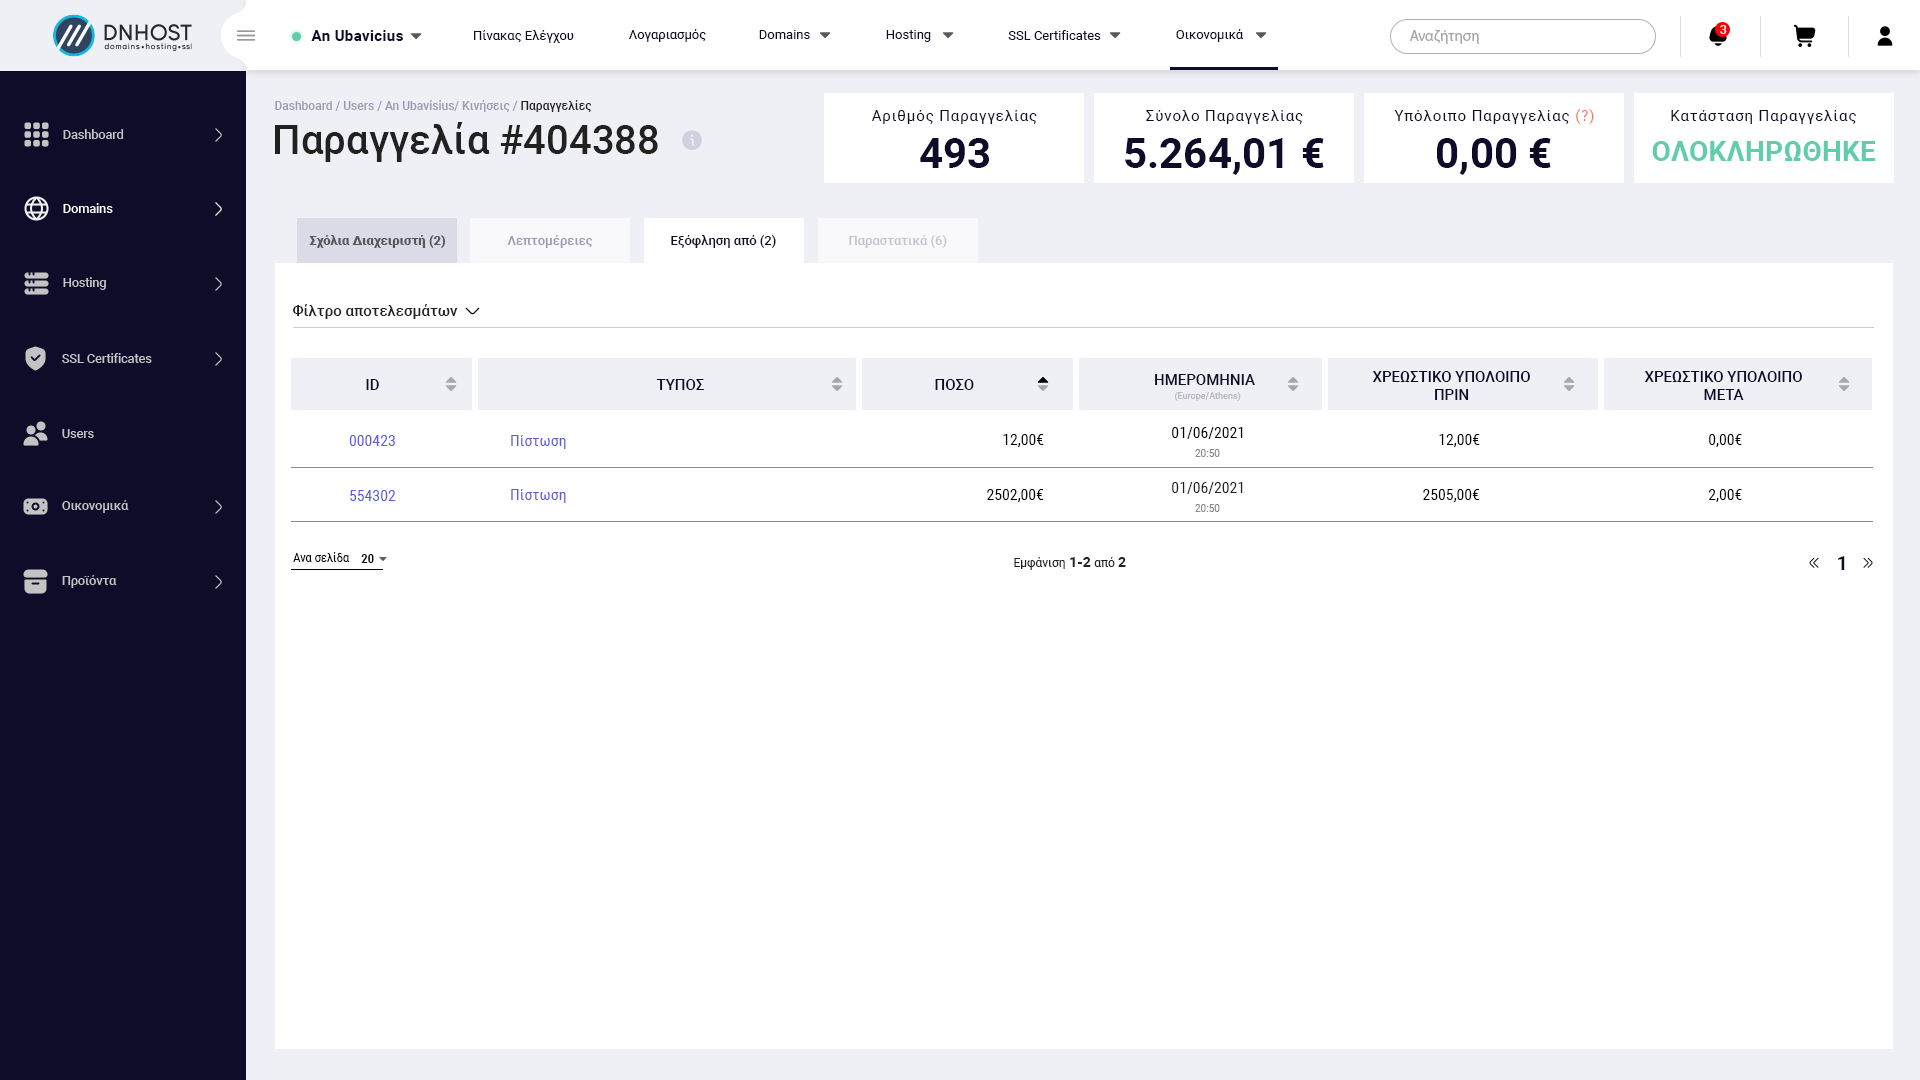 DNHOST
domains•hosting•ssl
An Ubavicius
Πίνακας Ελέγχου
Λογαριασμός
Domains
Hosting
SSL Certificates
Οικονομικά
Αναζήτηση
3
Dashboard
Domains
Hosting
SSL Certificates
Users
Οικονομικά
Προϊόντα
Dashboard / Users / An Ubavisius/ Κινήσεις / Παραγγελίες
Παραγγελία #404388
Αριθμός Παραγγελίας
493
Σύνολο Παραγγελίας
5.264,01 €
Υπόλοιπο Παραγγελίας (?)
0,00 €
Κατάσταση Παραγγελίας
ΟΛΟΚΛΗΡΩΘΗΚΕ
Σχόλια Διαχειριστή (2)
Λεπτομέρειες
Εξόφληση από (2)
Παραστατικά (6)
Φίλτρο αποτελεσμάτων
ID
ΤΥΠΟΣ
ΠΟΣΟ
ΗΜΕΡΟΜΗΝΙΑ
(Europe/Athens)
ΧΡΕΩΣΤΙΚΟ ΥΠΟΛΟΙΠΟ
ΠΡΙΝ
ΧΡΕΩΣΤΙΚΟ ΥΠΟΛΟΙΠΟ
ΜΕΤΑ
000423
Πίστωση
12,00€
01/06/2021
20:50
12,00€
0,00€
554302
Πίστωση
2502,00€
01/06/2021
20:50
2505,00€
2,00€
Ανα σελίδα 20
Εμφάνιση 1-2 από 2
« 1 »